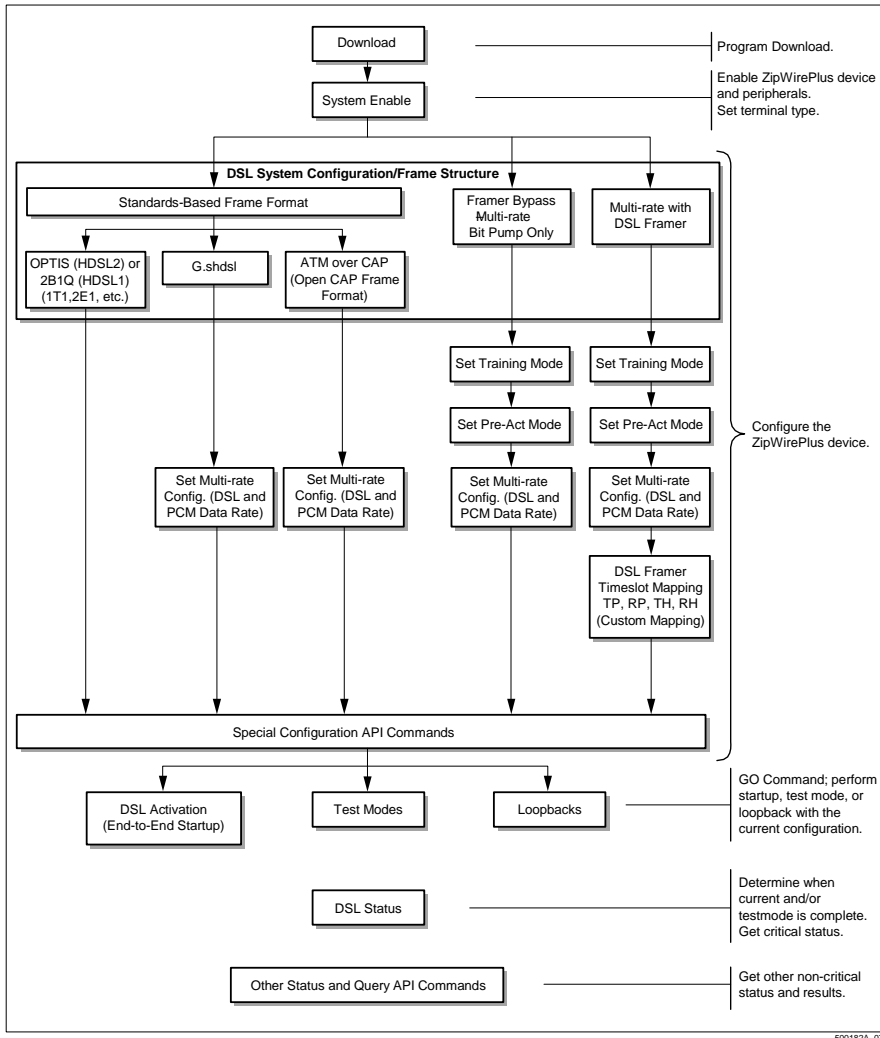 Download
Program Download.
System Enable
Enable ZipWirePlus device
and peripherals.
Set terminal type.
DSL System Configuration/Frame Structure
Standards-Based Frame Format
Framer Bypass
Multi-rate
Bit Pump Only
Multi-rate with
DSL Framer
OPTIS (HDSL2) or
2B1Q (HDSL1)
(1T1,2E1, etc.)
G.shdsl
ATM over CAP
(Open CAP Frame
Format)
Set Training Mode
Set Training Mode
Set Pre-Act Mode
Set Pre-Act Mode
Configure the
ZipWirePlus device.
Set Multi-rate
Config. (DSL and
PCM Data Rate)
Set Multi-rate
Config. (DSL and
PCM Data Rate)
Set Multi-rate
Config. (DSL and
PCM Data Rate)
Set Multi-rate
Config. (DSL and
PCM Data Rate)
DSL Framer
Timeslot Mapping
TP, RP, TH, RH
(Custom Mapping)
Special Configuration API Commands
DSL Activation
(End-to-End Startup)
Test Modes
Loopbacks
GO Command; perform
startup, test mode, or
loopback with the
current configuration.
DSL Status
Determine when
current and/or
testmode is complete.
Get critical status.
Other Status and Query API Commands
Get other non-critical
status and results.